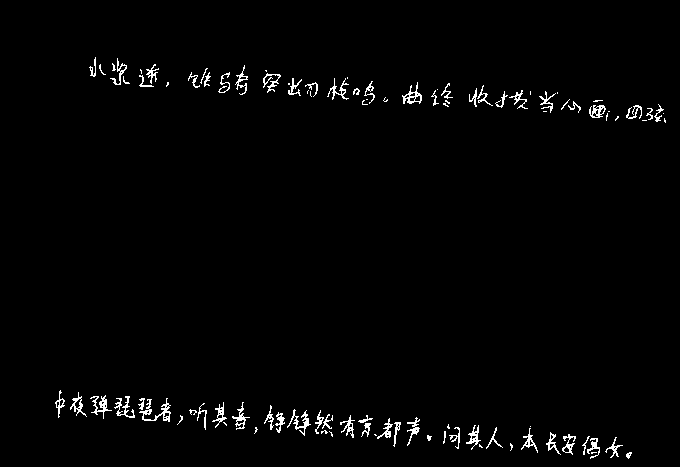 水浆迸，铁骑突出刀枪鸣。曲终收拨当心画，四弦
中夜弹琵琶者，听其音，铮铮然有京都声。问其人，本长安倡女。